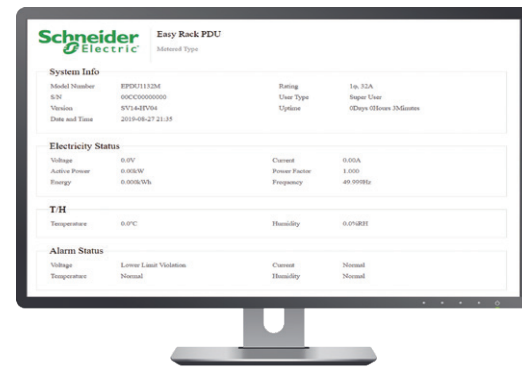 Schneider Electric Easy Rack PDU
Metered Type
System Info
Model Number EPDU1132M Rating 1φ, 32A
S/N 00CC00000000 User Type Super User
Version SV14-HV04 Uptime 0Days 0Hours 3Minutes
Date and Time 2019-08-27 21:35
Electricity Status
Voltage 0.0V Current 0.00A
Active Power 0.00kW Power Factor 1.000
Energy 0.000kWh Frequency 49.999Hz
T/H
Temperature 0.0°C Humidity 0.0%RH
Alarm Status
Voltage Lower Limit Violation Current Normal
Temperature Normal Humidity Normal